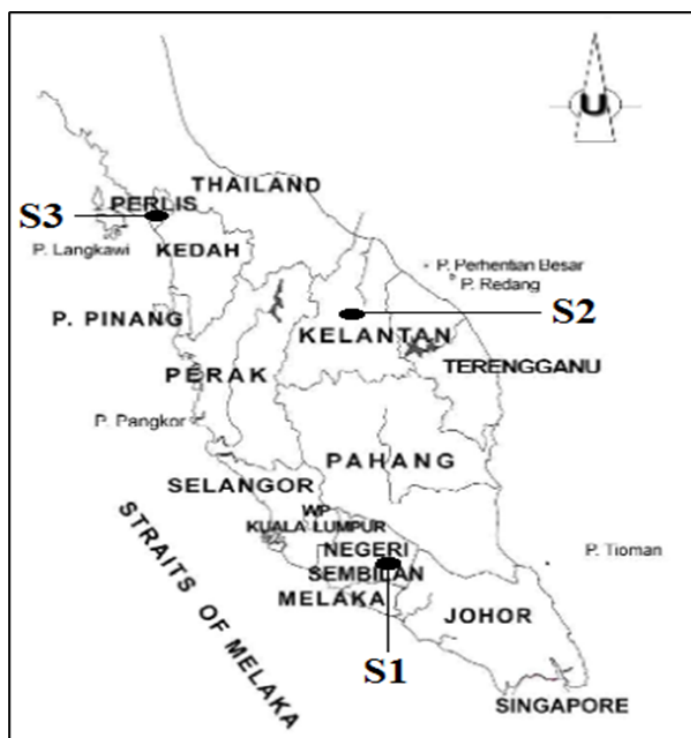 U
THAILAND
PERLIS
S3
KEDAH
P. Langkawi
P. Perhentian Besar
P. Redang
S2
P. PINANG
KELANTAN
PERAK
TERENGGANU
P. Pangkor
PAHANG
SELANGOR
WP
KUALA LUMPUR
NEGERI
SEMBILAN
P. Tioman
MELAKA
JOHOR
STRAITS OF MELAKA
S1
SINGAPORE